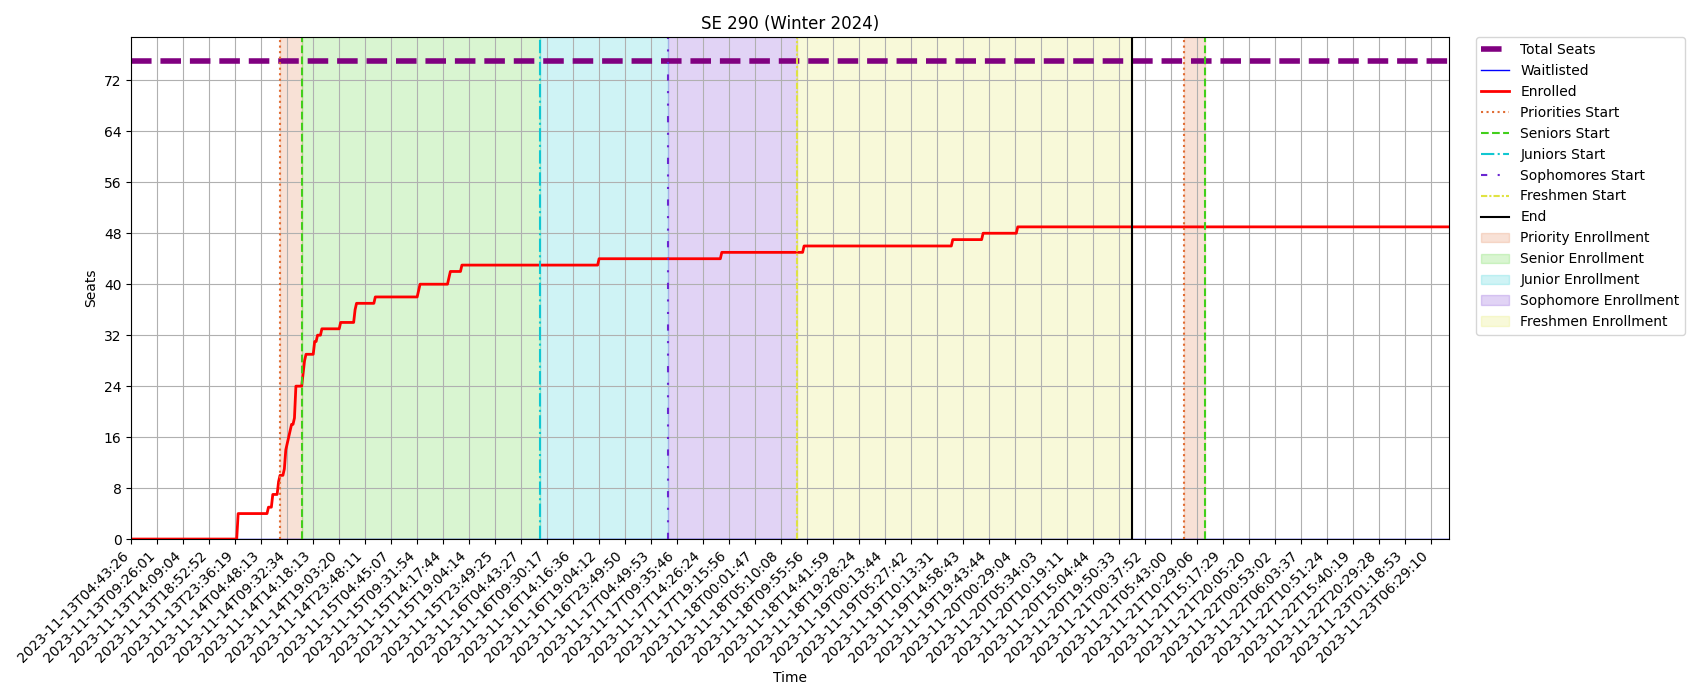 SE 290 (Winter 2024)
Seats
72
64
56
48
40
32
24
16
8
0
2023-11-13T04:43:26
2023-11-13T09:26:01
2023-11-13T14:09:04
2023-11-13T18:52:52
2023-11-13T23:36:19
2023-11-14T04:48:13
2023-11-14T09:32:34
2023-11-14T14:18:13
2023-11-14T19:03:20
2023-11-14T23:48:11
2023-11-15T04:45:07
2023-11-15T09:31:54
2023-11-15T14:17:44
2023-11-15T19:04:14
2023-11-15T23:49:25
2023-11-16T04:43:27
2023-11-16T09:30:17
2023-11-16T14:16:36
2023-11-16T19:04:12
2023-11-16T23:49:50
2023-11-17T04:49:53
2023-11-17T09:35:46
2023-11-17T14:26:24
2023-11-17T19:15:56
2023-11-18T00:01:47
2023-11-18T05:10:08
2023-11-18T09:55:56
2023-11-18T14:41:59
2023-11-18T19:28:24
2023-11-19T00:13:44
2023-11-19T05:27:42
2023-11-19T10:13:31
2023-11-19T14:58:43
2023-11-19T19:43:44
2023-11-20T00:29:04
2023-11-20T05:34:03
2023-11-20T10:19:11
2023-11-20T15:04:44
2023-11-20T19:50:33
2023-11-21T00:37:52
2023-11-21T05:43:00
2023-11-21T10:29:06
2023-11-21T15:17:29
2023-11-21T20:05:20
2023-11-22T00:53:02
2023-11-22T06:03:37
2023-11-22T10:51:24
2023-11-22T15:40:19
2023-11-22T20:29:28
2023-11-23T01:18:53
2023-11-23T06:29:10
Time
Total Seats
Waitlisted
Enrolled
Priorities Start
Seniors Start
Juniors Start
Sophomores Start
Freshmen Start
End
Priority Enrollment
Senior Enrollment
Junior Enrollment
Sophomore Enrollment
Freshmen Enrollment